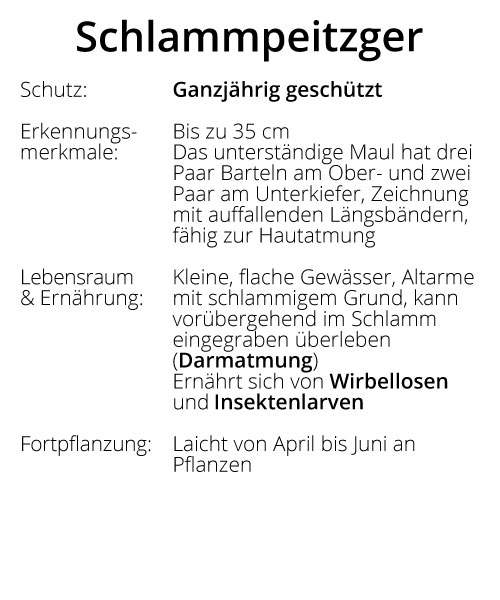 Schlammpeitzger
Schutz: Ganzjährig geschützt
Erkennungs- Bis zu 35 cm
merkmale: Das unterständige Maul hat drei
Paar Barteln am Ober- und zwei
Paar am Unterkiefer, Zeichnung
mit auffallenden Längsbändern,
fähig zur Hautatmung
Lebensraum Kleine, flache Gewässer, Altarme
& Ernährung: mit schlammigem Grund, kann
vorübergehend im Schlamm
eingegraben überleben
(Darmatmung)
Ernährt sich von Wirbellosen
und Insektenlarven
Fortpflanzung: Laicht von April bis Juni an
Pflanzen